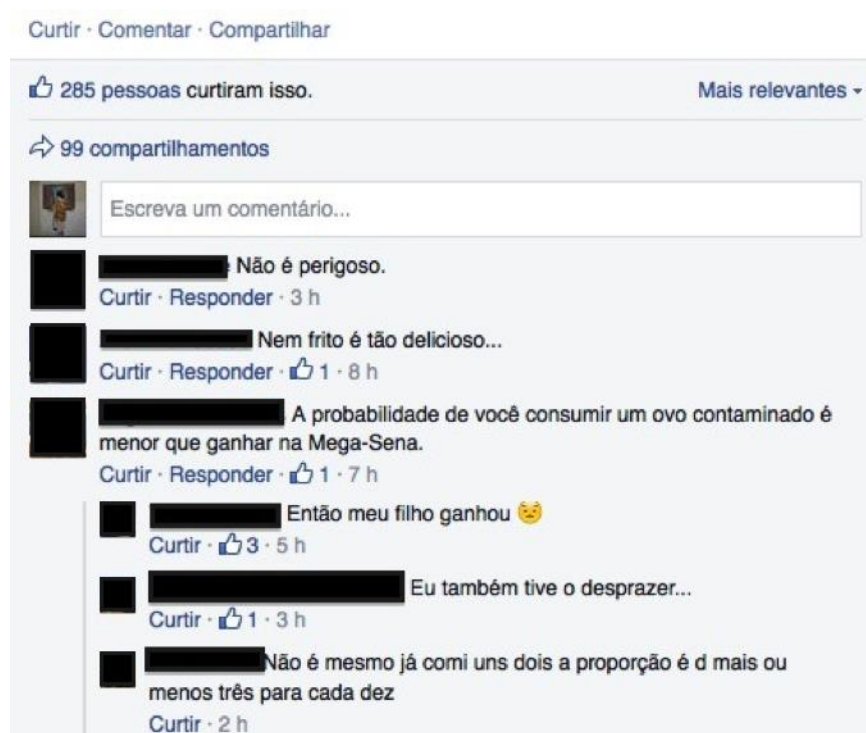 Curtir · Comentar · Compartilhar
285 pessoas curtiram isso.
Mais relevantes
99 compartilhamentos
Escreva um comentário...
Não é perigoso.
Curtir · Responder · 3 h
Nem frito é tão delicioso...
Curtir · Responder · 1 · 8 h
A probabilidade de você consumir um ovo contaminado é
menor que ganhar na Mega-Sena.
Curtir · Responder · 1 · 7 h
Então meu filho ganhou 😟
Curtir · 3 · 5 h
Eu também tive o desprazer...
Curtir · 1 · 3 h
Não é mesmo já comi uns dois a proporção é d mais ou
menos três para cada dez
Curtir · 2 h